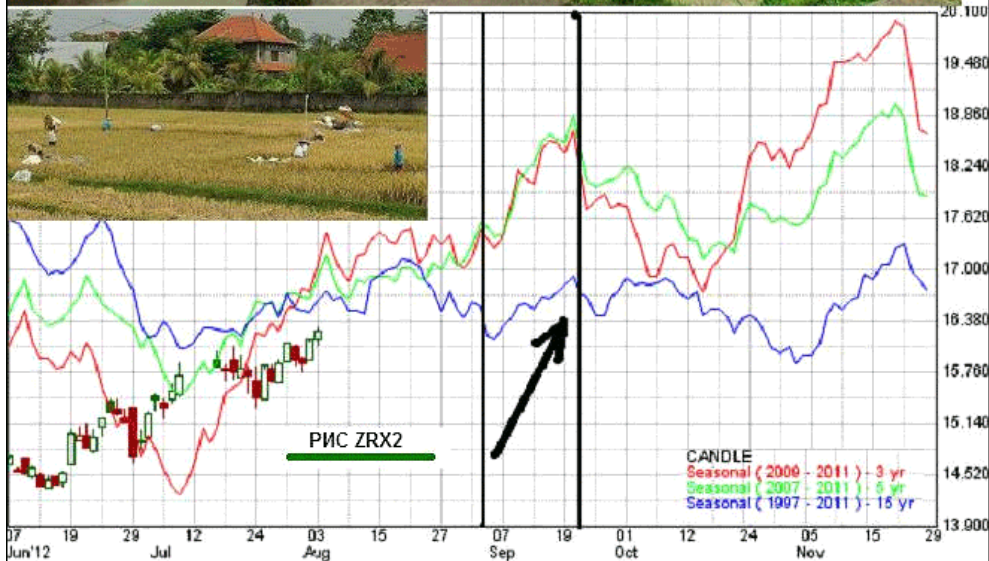 20.100
19.480
18.860
18.240
17.620
17.000
16.380
15.760
15.140
14.520
13.900
РИС ZRX2
CANDLE
Seasonal ( 2009 - 2011 ) - 3 yr
Seasonal ( 2007 - 2011 ) - 5 yr
Seasonal ( 1997 - 2011 ) - 15 yr
07 19 29 12 24 03 15 27 07 19 01 12 24 05 15 29
Jun'12 Jul Aug Sep Oct Nov